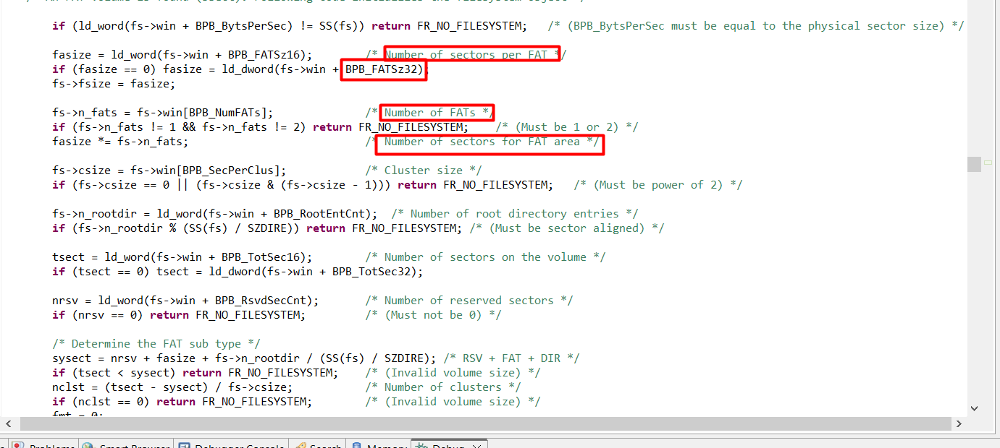 if (ld_word(fs->win + BPB_BytsPerSec) != SS(fs)) return FR_NO_FILESYSTEM; /* (BPB_BytsPerSec must be equal to the physical sector size) */
fasize = ld_word(fs->win + BPB_FATSz16); /* Number of sectors per FAT */
if (fasize == 0) fasize = ld_dword(fs->win + BPB_FATSz32);
fs->fsize = fasize;
fs->n_fats = fs->win[BPB_NumFATs]; /* Number of FATs */
if (fs->n_fats != 1 && fs->n_fats != 2) return FR_NO_FILESYSTEM; /* (Must be 1 or 2) */
fasize *= fs->n_fats; /* Number of sectors for FAT area */
fs->csize = fs->win[BPB_SecPerClus]; /* Cluster size */
if (fs->csize == 0 || (fs->csize & (fs->csize - 1))) return FR_NO_FILESYSTEM; /* (Must be power of 2) */
fs->n_rootdir = ld_word(fs->win + BPB_RootEntCnt); /* Number of root directory entries */
if (fs->n_rootdir % (SS(fs) / SZDIRE)) return FR_NO_FILESYSTEM; /* (Must be sector aligned) */
tsect = ld_word(fs->win + BPB_TotSec16); /* Number of sectors on the volume */
if (tsect == 0) tsect = ld_dword(fs->win + BPB_TotSec32);
nrsv = ld_word(fs->win + BPB_RsvdSecCnt); /* Number of reserved sectors */
if (nrsv == 0) return FR_NO_FILESYSTEM; /* (Must not be 0) */
/* Determine the FAT sub type */
sysect = nrsv + fasize + fs->n_rootdir / (SS(fs) / SZDIRE); /* RSV + FAT + DIR */
if (tsect < sysect) return FR_NO_FILESYSTEM; /* (Invalid volume size) */
nclst = (tsect - sysect) / fs->csize; /* Number of clusters */
if (nclst == 0) return FR_NO_FILESYSTEM; /* (Invalid volume size) */
fmt = 0;
Problems Smart Browser Debugger Console Search Memory Debug